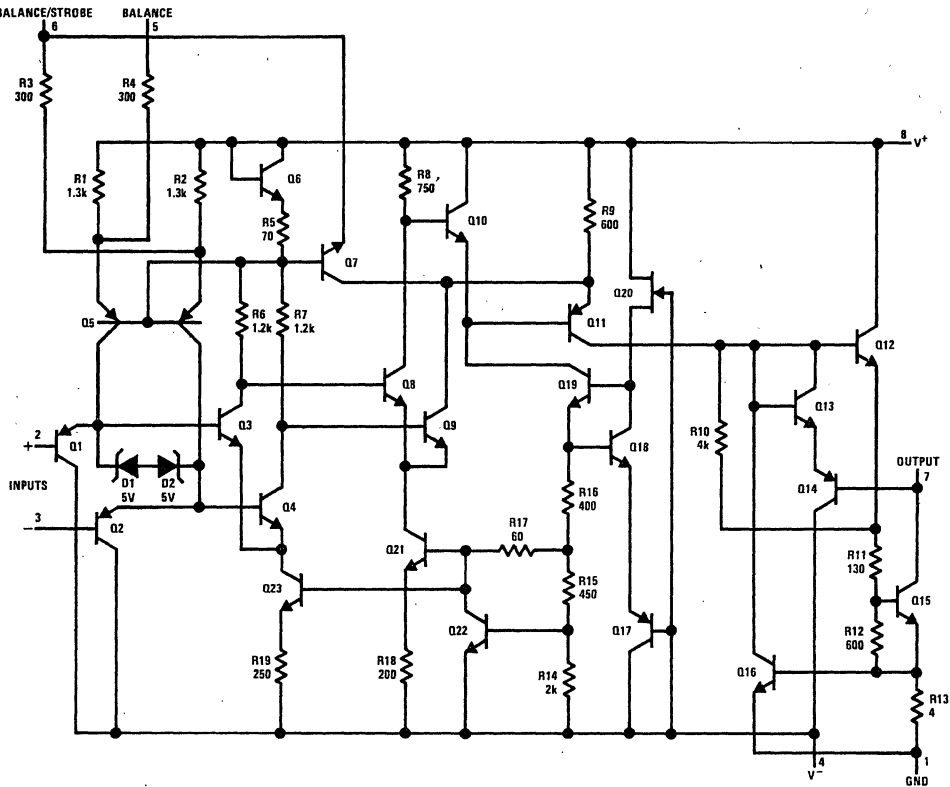 BALANCE/STROBE
6
BALANCE
5
R3
300
R4
300
8 V+
R1
1.3k
R2
1.3k
Q6
R5
70
R8
750
Q10
R9
600
Q7
Q20
Q5
R6
1.2k
R7
1.2k
Q11
Q12
Q8
Q19
Q13
Q3
Q9
R10
4k
Q18
2
+
Q1
OUTPUT
7
D1
5V
D2
5V
INPUTS
Q14
3
−
Q2
Q4
R16
400
R17
60
Q21
R11
130
Q15
Q23
R15
450
Q22
Q17
R12
600
R19
250
R18
200
R14
2k
Q16
R13
4
4
V−
1
GND